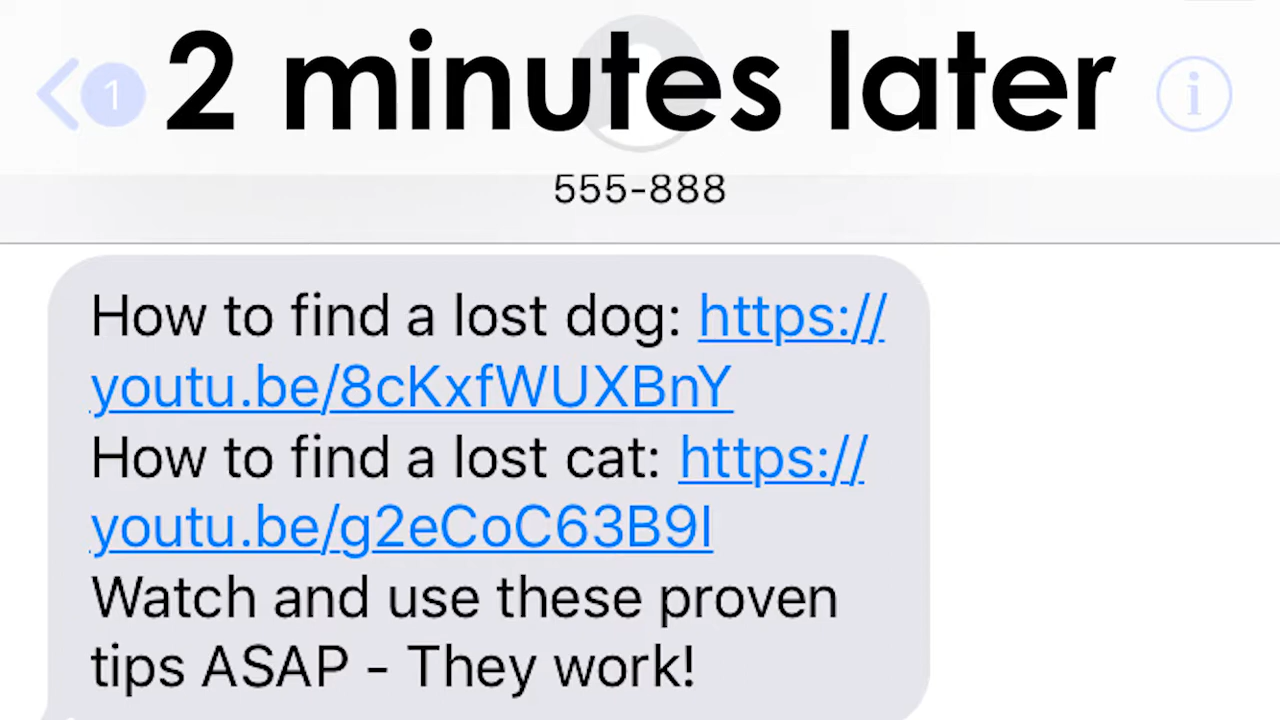 2 minutes later
1
i
555-888
How to find a lost dog: https://
youtu.be/8cKxfWUXBnY
How to find a lost cat: https://
youtu.be/g2eCoC63B9I
Watch and use these proven
tips ASAP - They work!